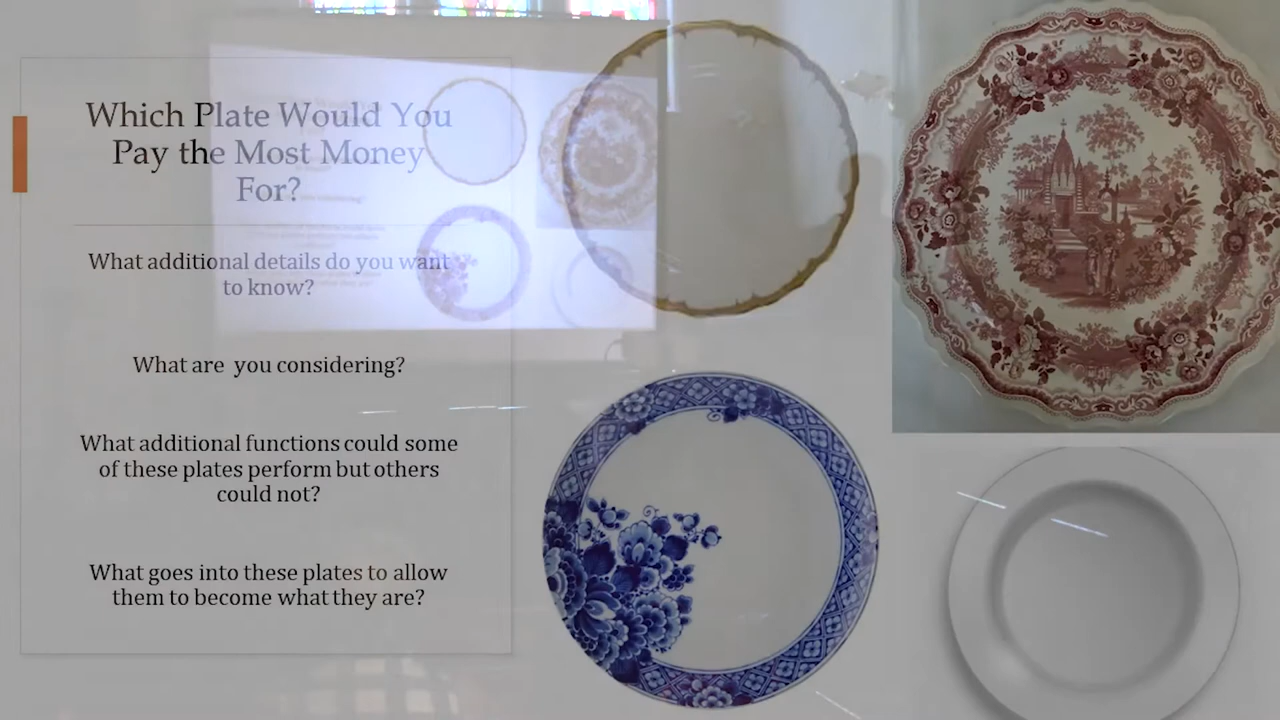 Which Plate Would You
Pay the Most Money
For?
What additional details do you want
to know?
What are you considering?
What additional functions could some
of these plates perform but others
could not?
What goes into these plates to allow
them to become what they are?